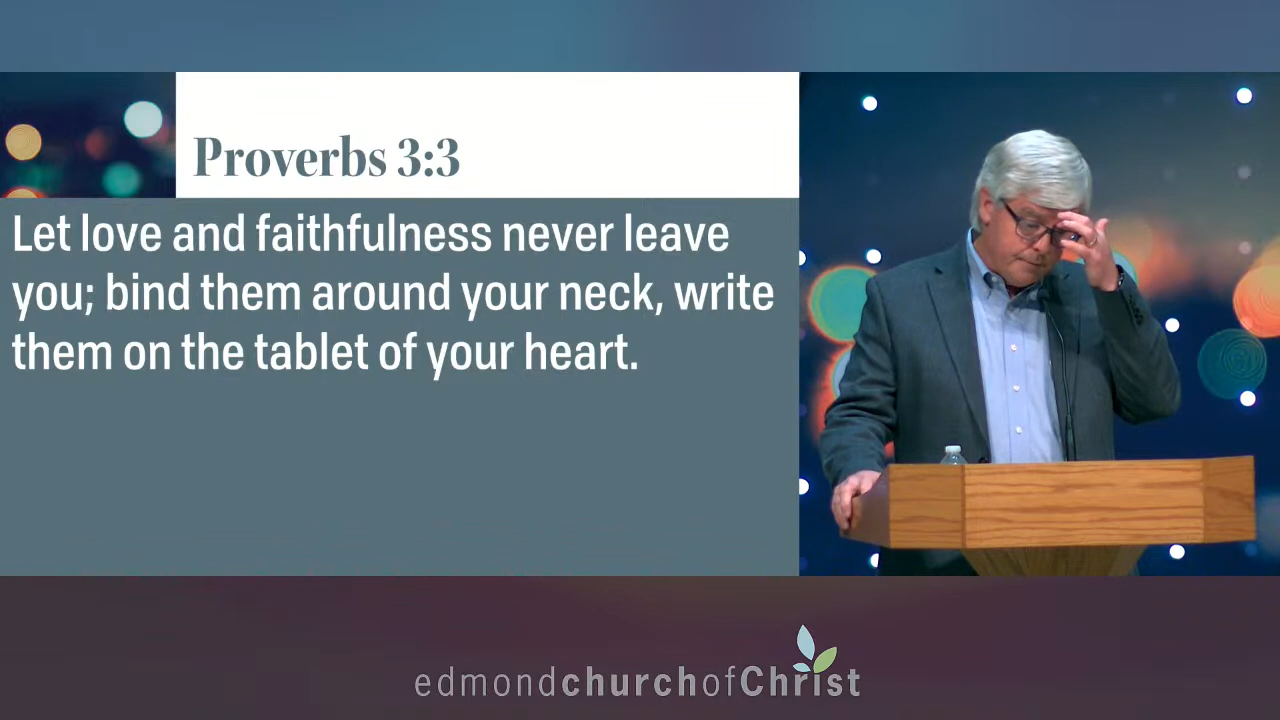 Proverbs 3:3
Let love and faithfulness never leave
you; bind them around your neck, write
them on the tablet of your heart.
edmondchurchofChrist